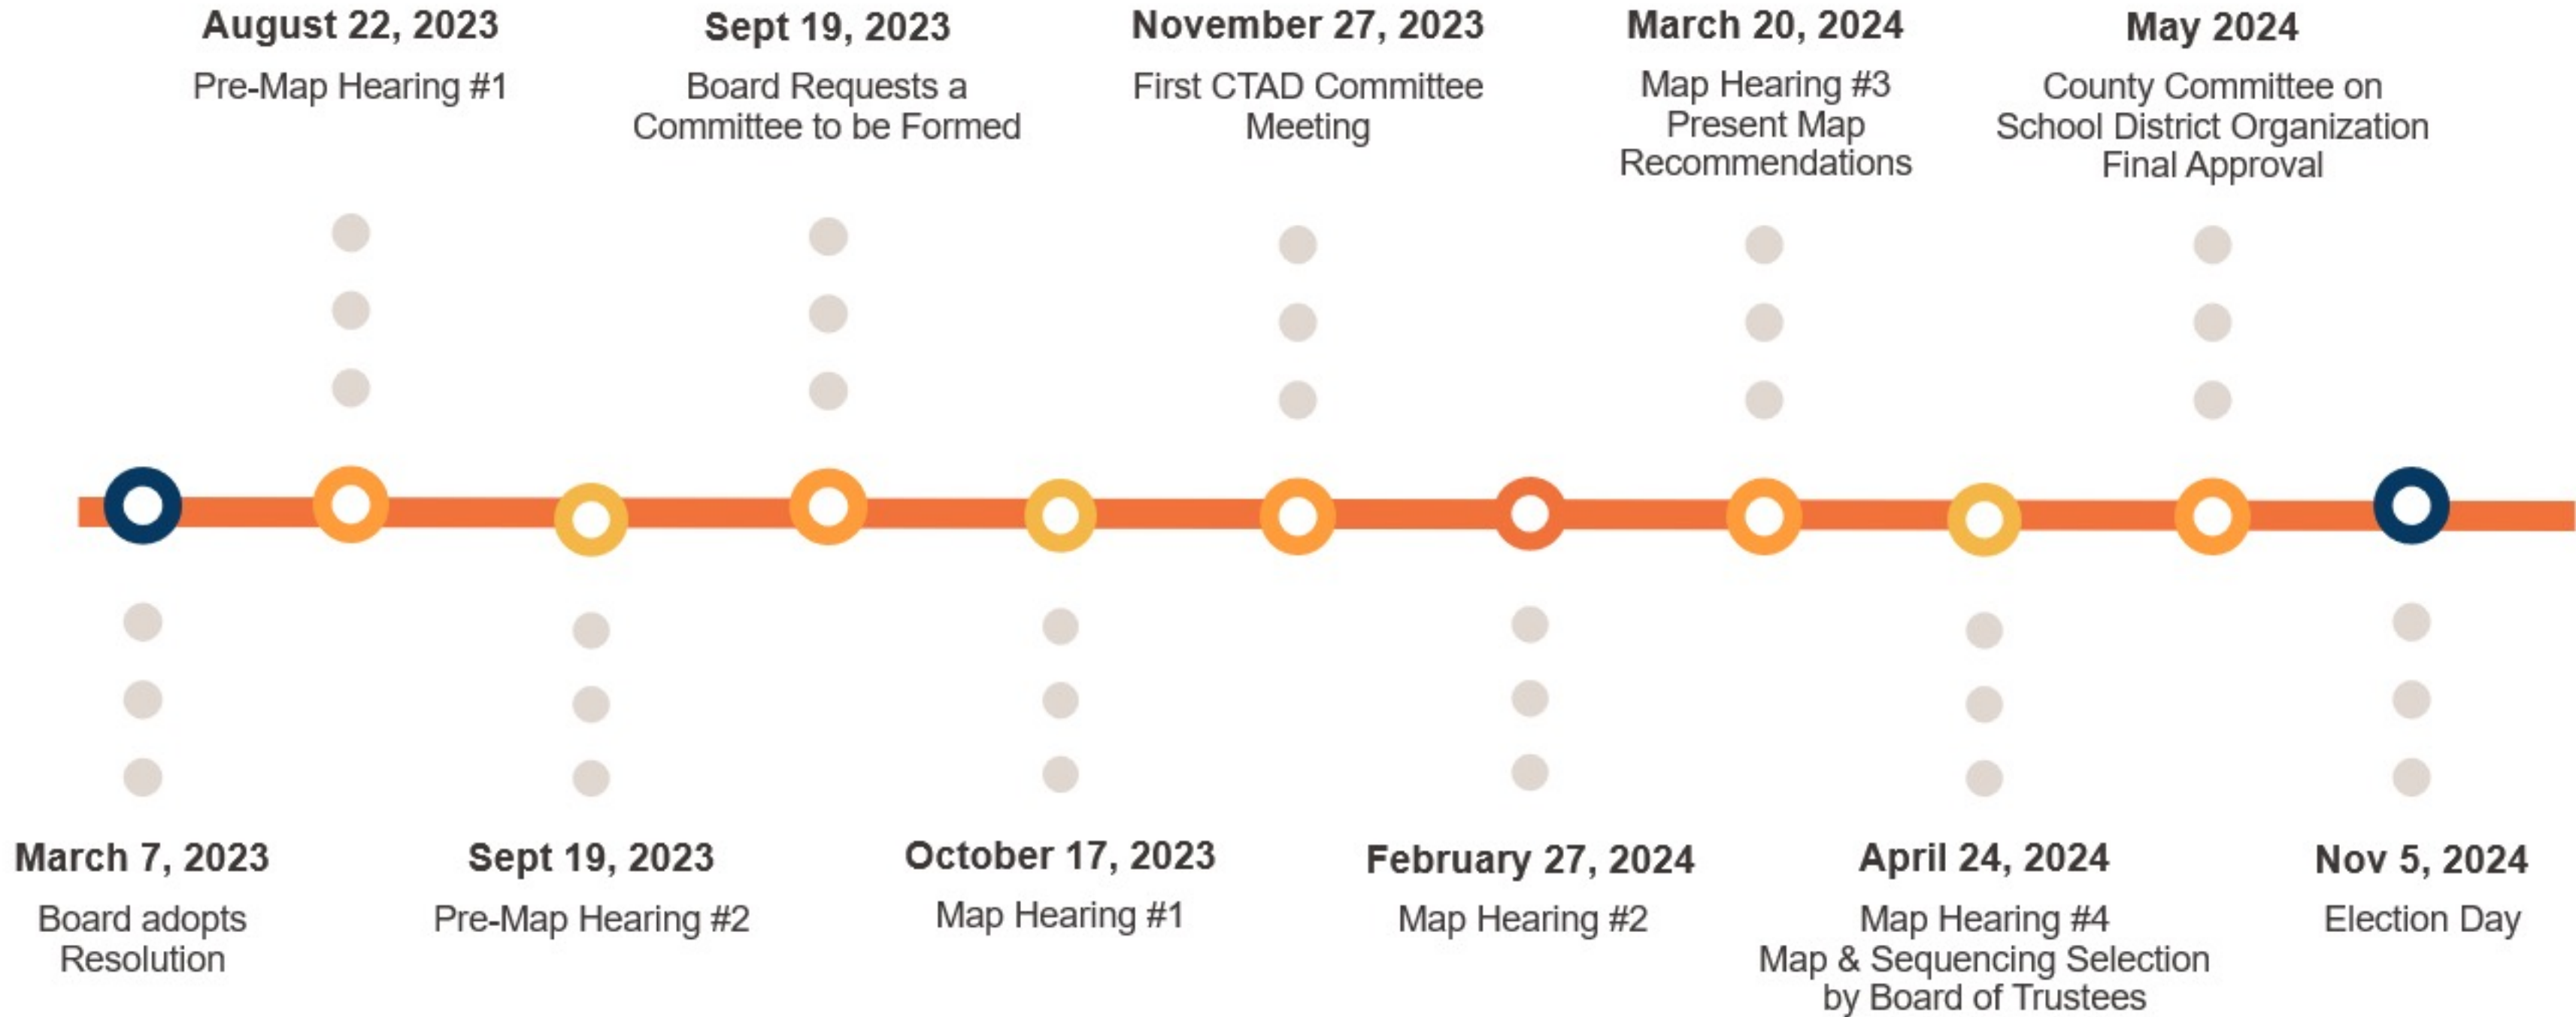 August 22, 2023
Pre-Map Hearing #1
Sept 19, 2023
Board Requests a
Committee to be Formed
November 27, 2023
First CTAD Committee
Meeting
March 20, 2024
Map Hearing #3
Present Map
Recommendations
May 2024
County Committee on
School District Organization
Final Approval
March 7, 2023
Board adopts
Resolution
Sept 19, 2023
Pre-Map Hearing #2
October 17, 2023
Map Hearing #1
February 27, 2024
Map Hearing #2
April 24, 2024
Map Hearing #4
Map & Sequencing Selection
by Board of Trustees
Nov 5, 2024
Election Day